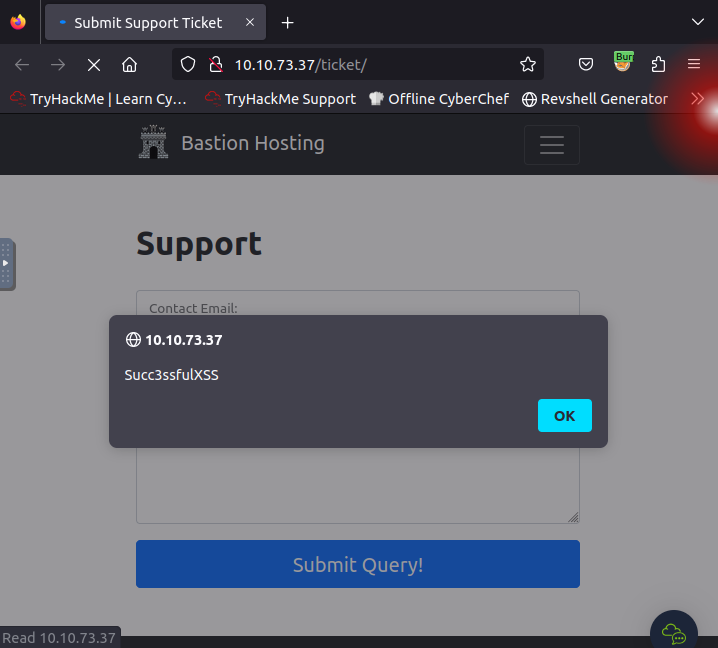 Submit Support Ticket
10.10.73.37/ticket/
Bur
TryHackMe | Learn Cy… TryHackMe Support Offline CyberChef Revshell Generator
Bastion Hosting
Support
Contact Email:
10.10.73.37
Succ3ssfulXSS
OK
Submit Query!
Read 10.10.73.37